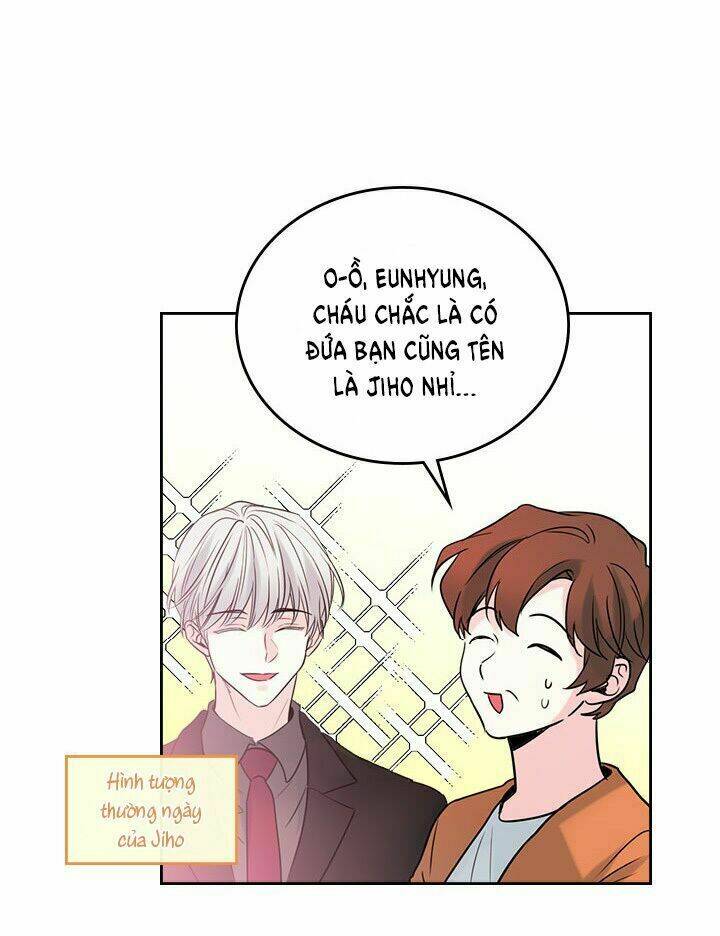 O-Ồ, EUNHYUNG,
CHÁU CHẮC LÀ CÓ
ĐỨA BẠN CŨNG TÊN
LÀ JIHO NHỈ...
Hình tượng
thường ngày
của Jiho